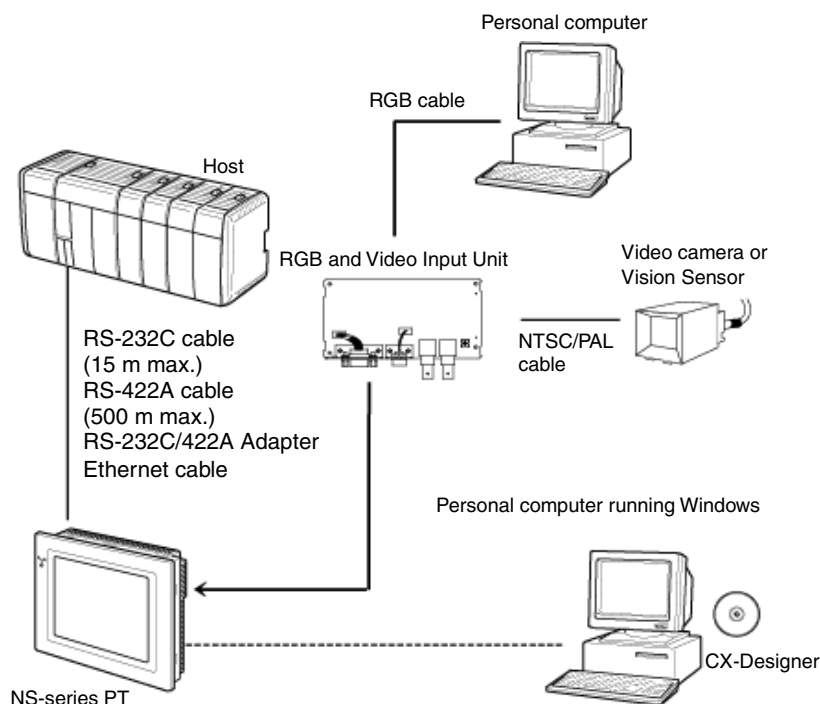 Personal computer
RGB cable
Host
RGB and Video Input Unit
Video camera or
Vision Sensor
NTSC/PAL
cable
RS-232C cable
(15 m max.)
RS-422A cable
(500 m max.)
RS-232C/422A Adapter
Ethernet cable
Personal computer running Windows
CX-Designer
NS-series PT